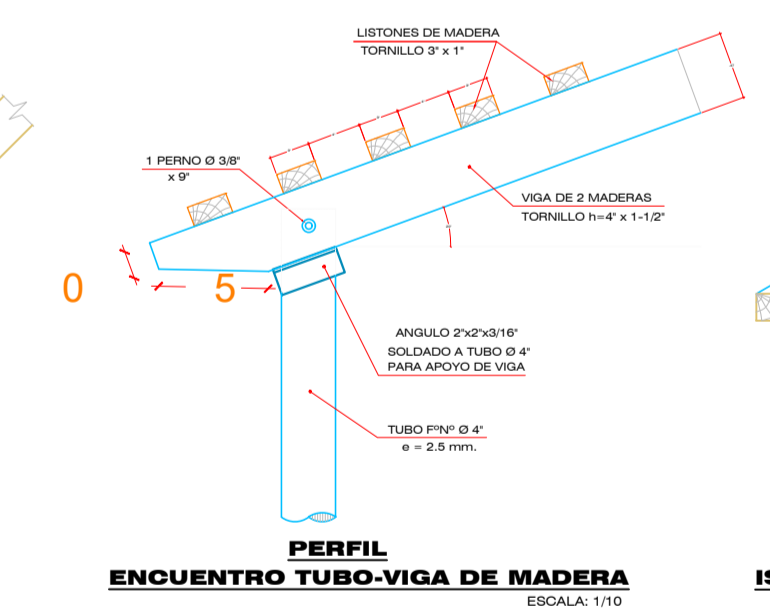 LISTONES DE MADERA
TORNILLO 3" x 1"
1 PERNO Ø 3/8"
x 9"
VIGA DE 2 MADERAS
TORNILLO h=4" x 1-1/2"
0
5
ANGULO 2"x2"x3/16"
SOLDADO A TUBO Ø 4"
PARA APOYO DE VIGA
TUBO FºNº Ø 4"
e = 2.5 mm.
PERFIL
ENCUENTRO TUBO-VIGA DE MADERA
IS
ESCALA: 1/10